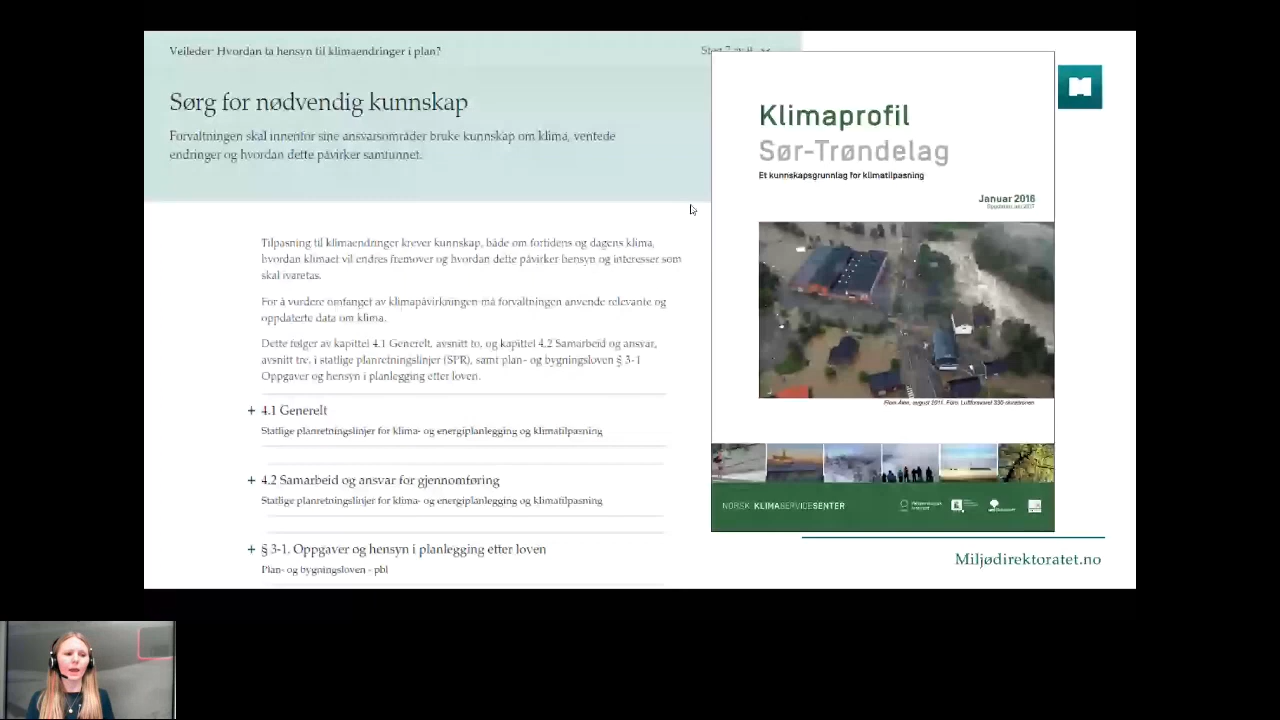 Veileder: Hvordan ta hensyn til klimaendringer i plan?
Sørg for nødvendig kunnskap
Forvaltningen skal innenfor sine ansvarsområder bruke kunnskap om klima, ventede
endringer og hvordan dette påvirker samfunnet.
Tilpasning til klimaendringer krever kunnskap, både om fortidens og dagens klima,
hvordan klimaet vil endres fremover og hvordan dette påvirker hensyn og interesser som
skal ivaretas.
For å vurdere omfanget av klimapåvirkningen må forvaltningen anvende relevante og
oppdaterte data om klima.
Dette følger av kapittel 4.1 Generelt, avsnitt to, og kapittel 4.2 Samarbeid og ansvar,
avsnitt tre, i statlige planretningslinjer (SPR), samt plan- og bygningsloven § 3-1
Oppgaver og hensyn i planlegging etter loven.
+ 4.1 Generelt
Statlige planretningslinjer for klima- og energiplanlegging og klimatilpasning
+ 4.2 Samarbeid og ansvar for gjennomføring
Statlige planretningslinjer for klima- og energiplanlegging og klimatilpasning
+ § 3-1. Oppgaver og hensyn i planlegging etter loven
Plan- og bygningsloven - pbl
Klimaprofil
Sør-Trøndelag
Et kunnskapsgrunnlag for klimatilpasning
Januar 2016
NORSK KLIMASERVICESENTER
Miljødirektoratet.no